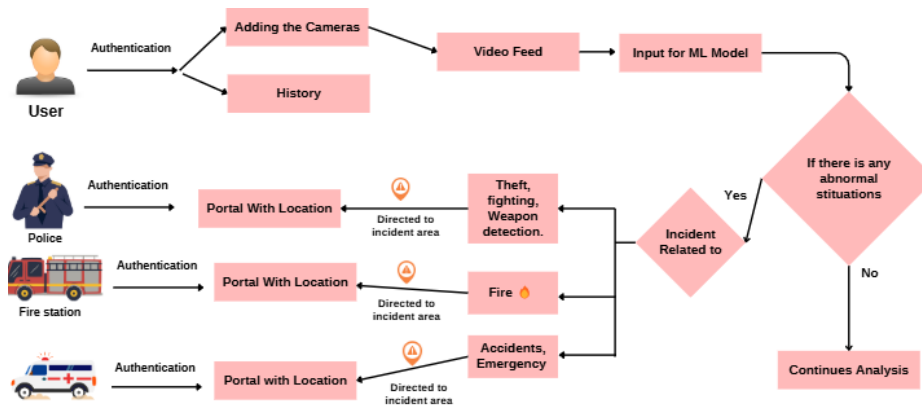 Authentication
User
Adding the Cameras
History
Video Feed
Input for ML Model
If there is any
abnormal
stituations
Yes
No
Incident
Related to
Continues Analysis
Authentication
Police
Portal With Location
Directed to
incident area
Theft,
fighting,
Weapon
detection.
Authentication
Fire station
Portal With Location
Directed to
incident area
Fire
Authentication
Portal with Location
Directed to
incident area
Accidents,
Emergency